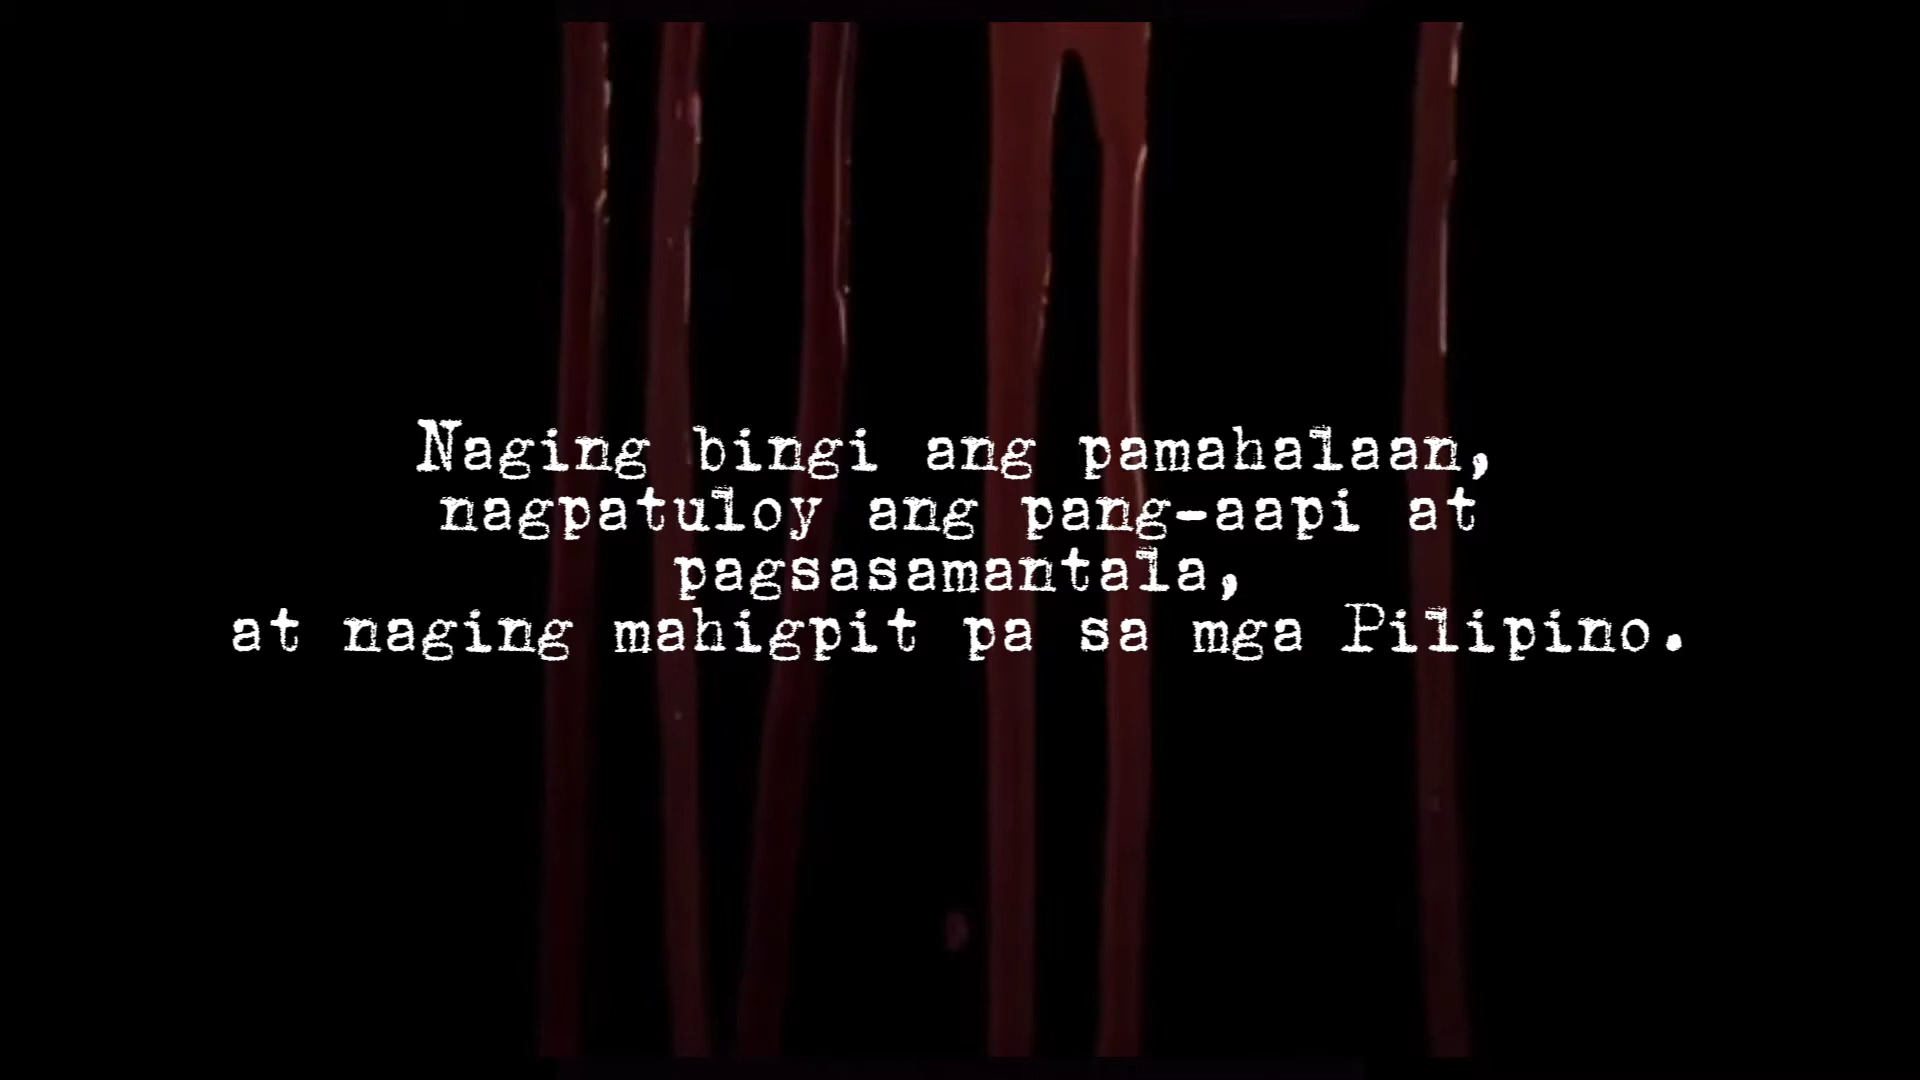 Naging bingi ang pamahalaan,
nagpatuloy ang pang-aapi at
pagsasamantala,
at naging mahigpit pa sa mga Pilipino.